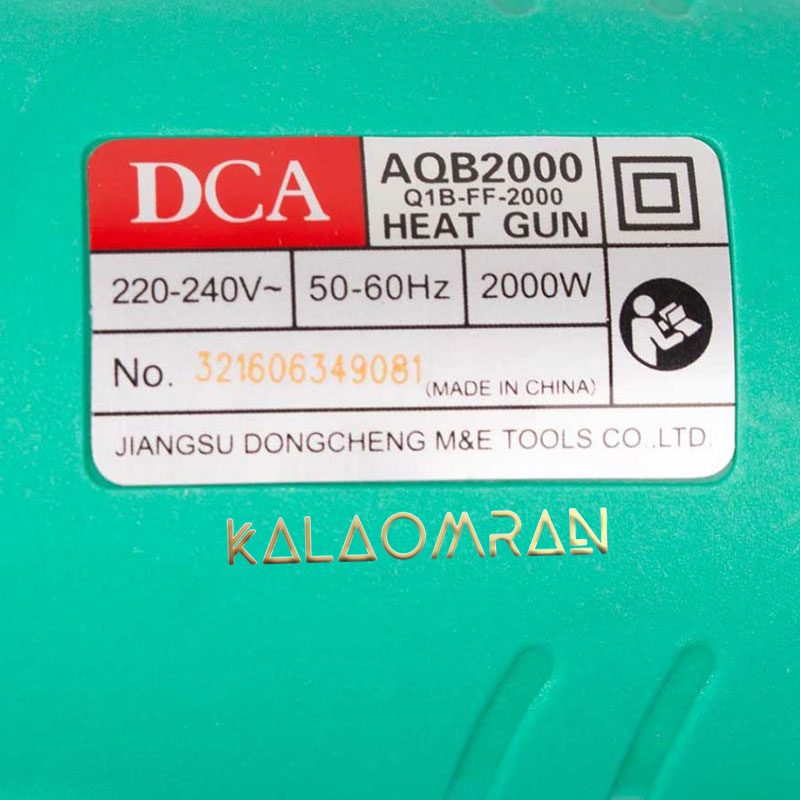 DCA
AQB2000
Q1B-FF-2000
HEAT GUN
220-240V~ 50-60Hz 2000W
No. 321606349081 (MADE IN CHINA)
JIANGSU DONGCHENG M&E TOOLS CO.,LTD.
KALAOMRAN